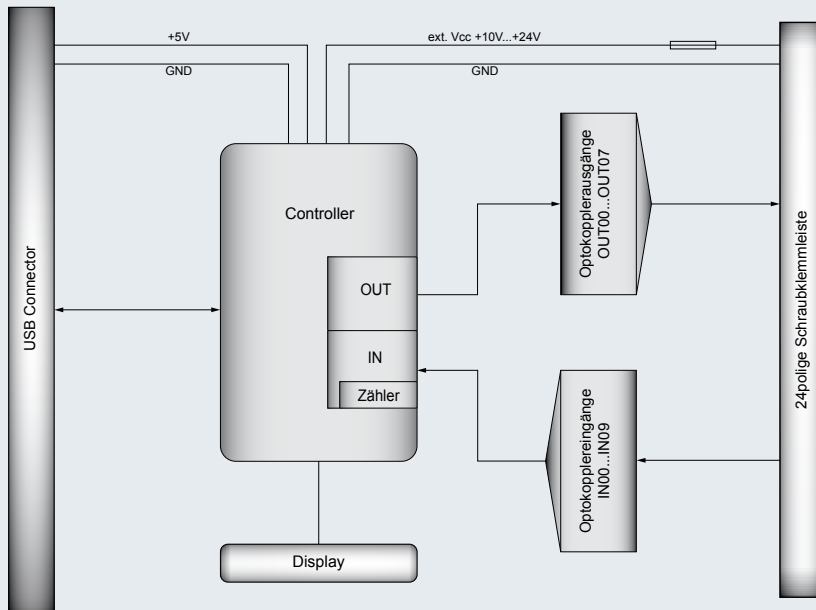 +5V
ext. Vcc +10V...+24V
GND
GND
USB Connector
Controller
OUT
IN
Zähler
Display
Optokopplerausgänge
OUT00...OUT07
Optokopplereingänge
IN00...IN09
24polige Schraubklemmleiste